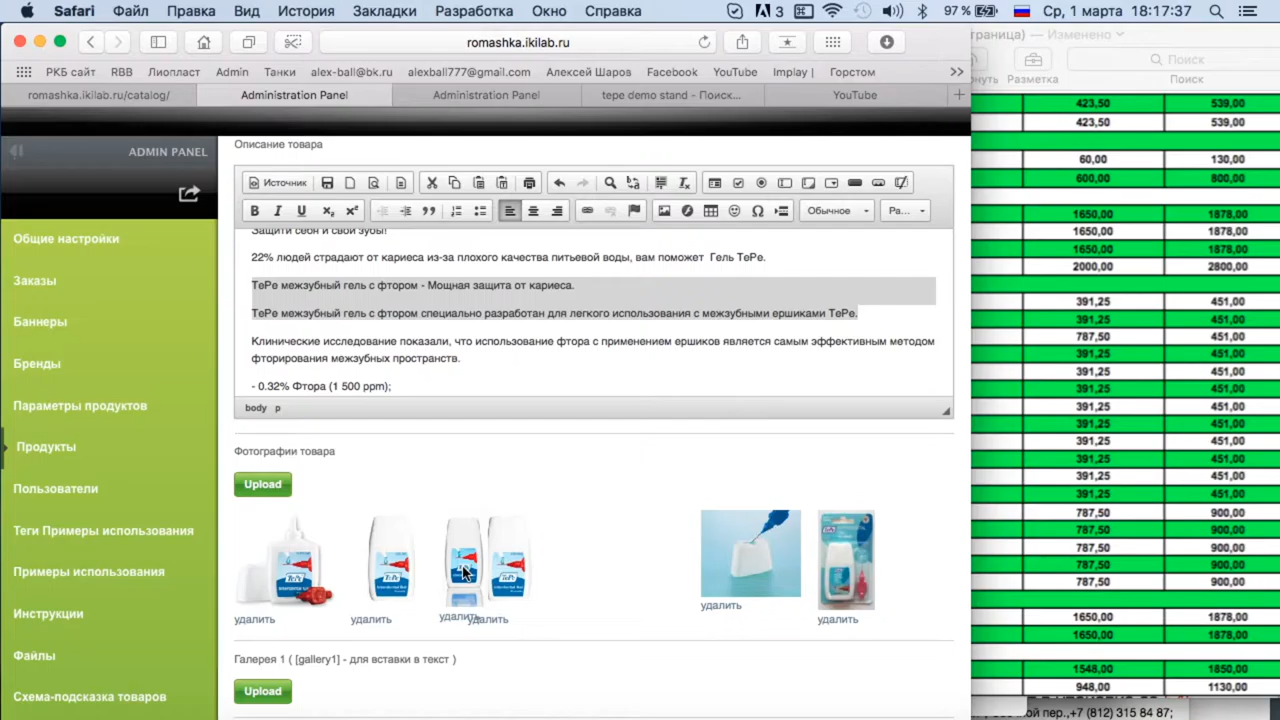 Safari Файл Правка Вид История Закладки Разработка Окно Справка 3 97 % Ср, 1 марта 18:17:37
romashka.ikilab.ru
РКБ сайт RBB Лиопласт Admin Танки alex-ball@bk.ru alexball777@gmail.com Алексей Шаров Facebook YouTube Implay | Горстом
romashka.ikilab.ru/catalog/ Administration Panel Administration Panel tepe demo stand - Поиск... YouTube
ADMIN PANEL
Общие настройки
Заказы
Баннеры
Бренды
Параметры продуктов
Продукты
Пользователи
Теги Примеры использования
Примеры использования
Инструкции
Файлы
Схема-подсказка товаров
Описание товара
Источник
Обычное Ра...
Защити себя и свои зубы!
22% людей страдают от кариеса из-за плохого качества питьевой воды, вам поможет Гель TePe.
TePe межзубный гель с фтором - Мощная защита от кариеса.
TePe межзубный гель с фтором специально разработан для легкого использования с межзубными ершиками TePe.
Клинические исследование показали, что использование фтора с применением ершиков является самым эффективным методом
фторирования межзубных пространств.
- 0.32% Фтора (1 500 ppm);
body p
Фотографии товара
Upload
удалить удалить удалить удалить удалить удалить
Галерея 1 ( [gallery1] - для вставки в текст )
Upload
раница) — Изменено
нуть Разметка Поиск
Поиск
423,50 539,00
423,50 539,00
60,00 130,00
600,00 800,00
1650,00 1878,00
1650,00 1878,00
1650,00 1878,00
2000,00 2800,00
391,25 451,00
391,25 451,00
787,50 451,00
391,25 451,00
391,25 451,00
391,25 451,00
391,25 451,00
391,25 451,00
391,25 451,00
391,25 451,00
391,25 451,00
391,25 451,00
787,50 900,00
787,50 900,00
787,50 900,00
787,50 900,00
787,50 900,00
1650,00 1878,00
1650,00 1878,00
1548,00 1850,00
948,00 1130,00
ной пер.,+7 (812) 315 84 87;